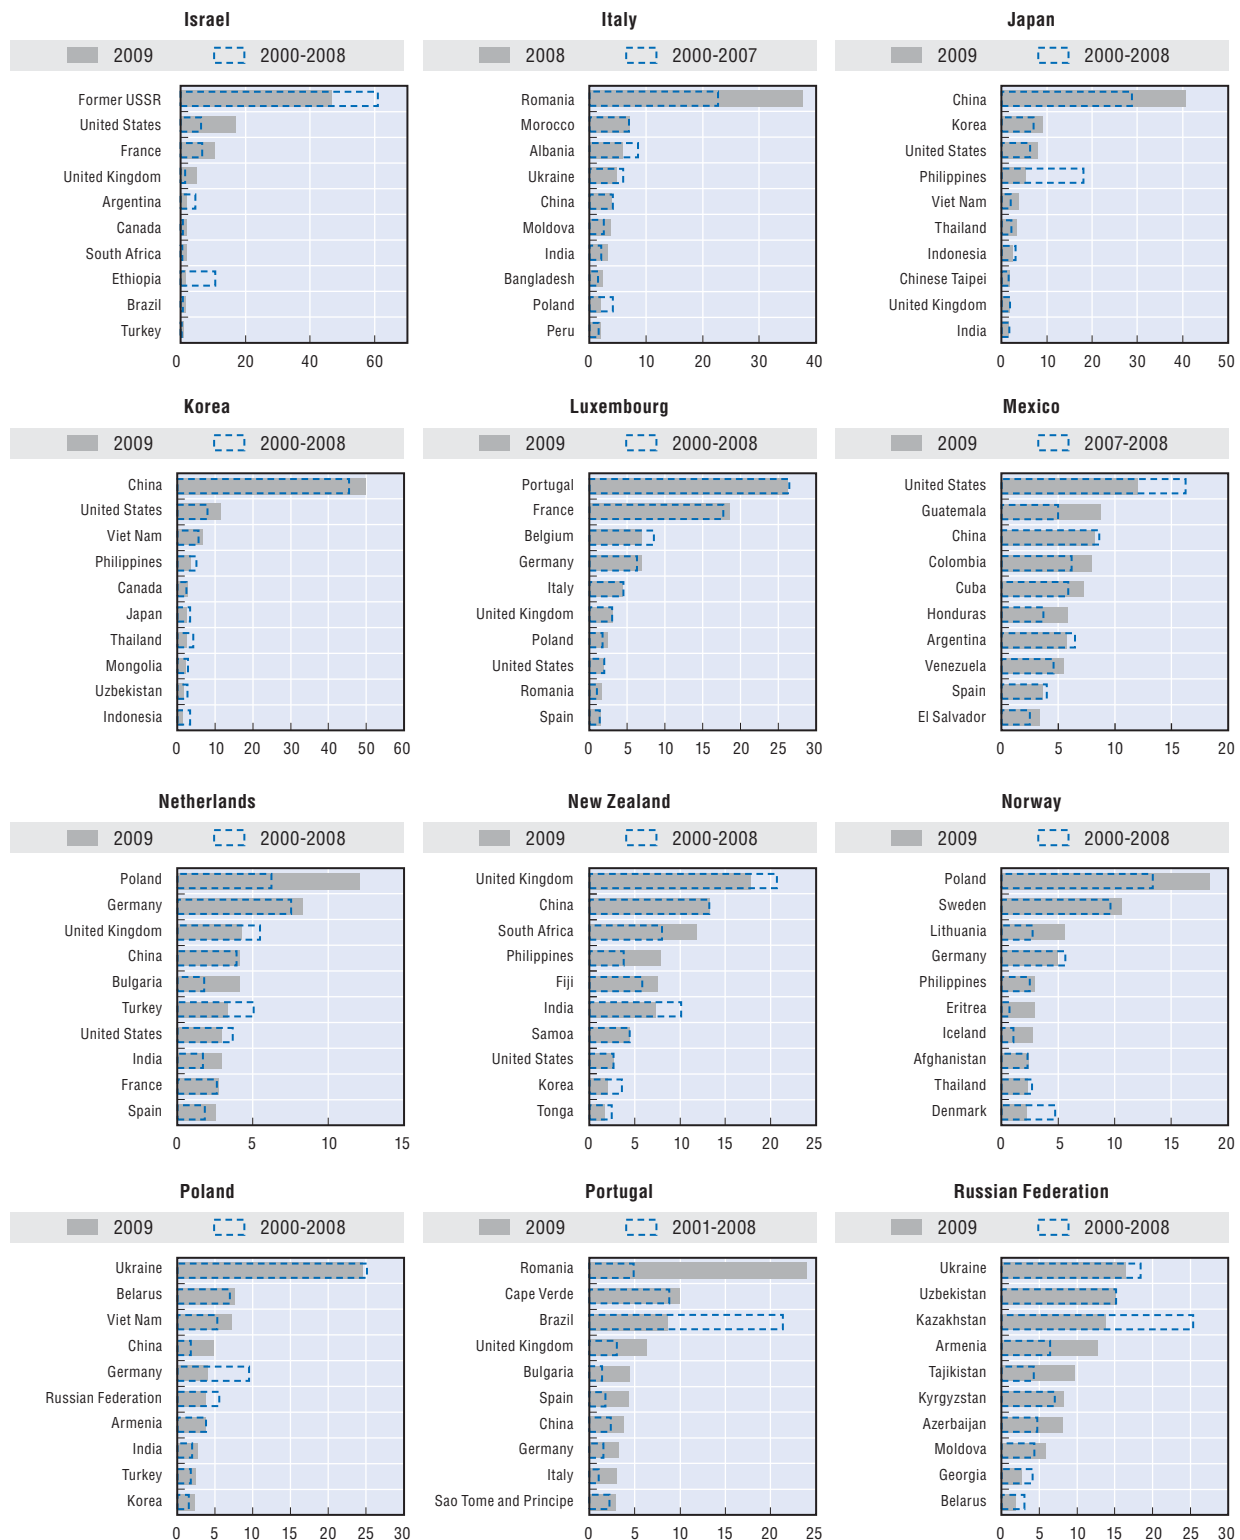 Israel
2009
2000-2008
Former USSR
United States
France
United Kingdom
Argentina
Canada
South Africa
Ethiopia
Brazil
Turkey
0 20 40 60
Italy
2008
2000-2007
Romania
Morocco
Albania
Ukraine
China
Moldova
India
Bangladesh
Poland
Peru
0 10 20 30 40
Japan
2009
2000-2008
China
Korea
United States
Philippines
Viet Nam
Thailand
Indonesia
Chinese Taipei
United Kingdom
India
0 10 20 30 40 50
Korea
2009
2000-2008
China
United States
Viet Nam
Philippines
Canada
Japan
Thailand
Mongolia
Uzbekistan
Indonesia
0 10 20 30 40 50 60
Luxembourg
2009
2000-2008
Portugal
France
Belgium
Germany
Italy
United Kingdom
Poland
United States
Romania
Spain
0 5 10 15 20 25 30
Mexico
2009
2007-2008
United States
Guatemala
China
Colombia
Cuba
Honduras
Argentina
Venezuela
Spain
El Salvador
0 5 10 15 20
Netherlands
2009
2000-2008
Poland
Germany
United Kingdom
China
Bulgaria
Turkey
United States
India
France
Spain
0 5 10 15
New Zealand
2009
2000-2008
United Kingdom
China
South Africa
Philippines
Fiji
India
Samoa
United States
Korea
Tonga
0 5 10 15 20 25
Norway
2009
2000-2008
Poland
Sweden
Lithuania
Germany
Philippines
Eritrea
Iceland
Afghanistan
Thailand
Denmark
0 5 10 15 20
Poland
2009
2000-2008
Ukraine
Belarus
Viet Nam
China
Germany
Russian Federation
Armenia
India
Turkey
Korea
0 5 10 15 20 25 30
Portugal
2009
2001-2008
Romania
Cape Verde
Brazil
United Kingdom
Bulgaria
Spain
China
Germany
Italy
Sao Tome and Principe
0 5 10 15 20 25
Russian Federation
2009
2000-2008
Ukraine
Uzbekistan
Kazakhstan
Armenia
Tajikistan
Kyrgyzstan
Azerbaijan
Moldova
Georgia
Belarus
0 5 10 15 20 25 30